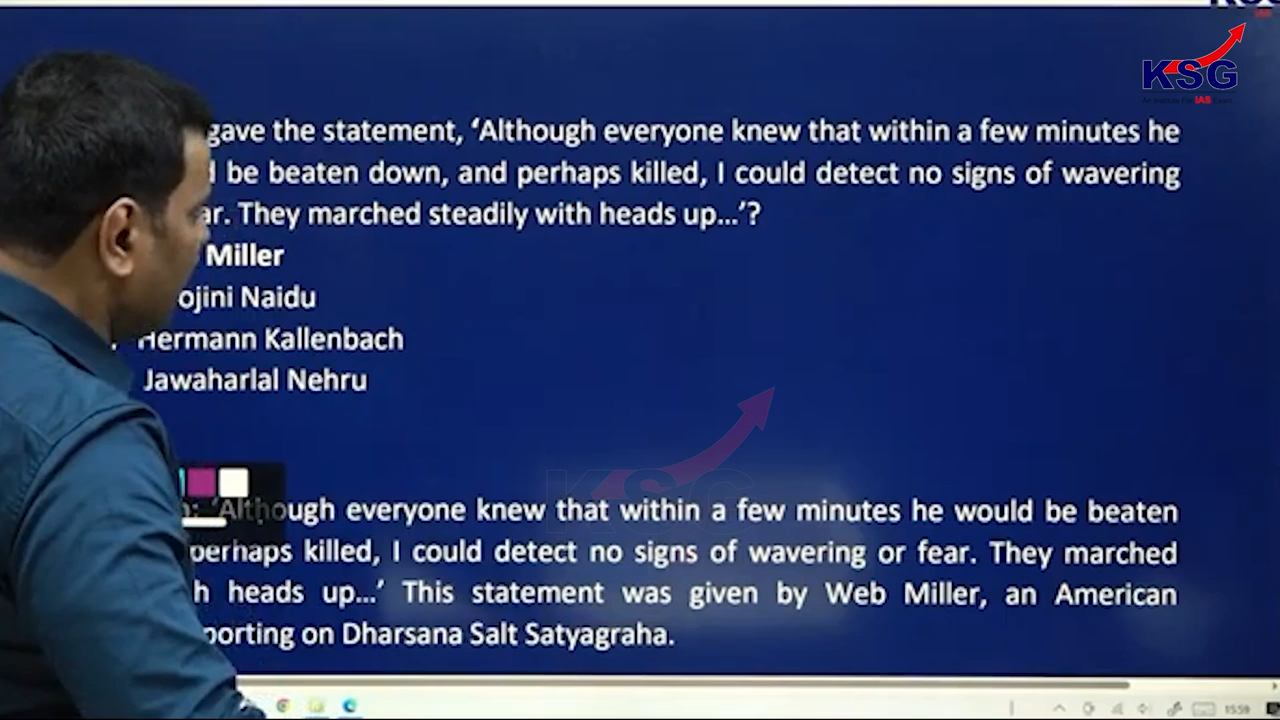 KSG
gave the statement, ‘Although everyone knew that within a few minutes he
be beaten down, and perhaps killed, I could detect no signs of wavering
They marched steadily with heads up...’?
Miller
ojini Naidu
Hermann Kallenbach
Jawaharlal Nehru
KSG
‘Although everyone knew that within a few minutes he would be beaten
perhaps killed, I could detect no signs of wavering or fear. They marched
heads up...’ This statement was given by Web Miller, an American
porting on Dharsana Salt Satyagraha.
15:59